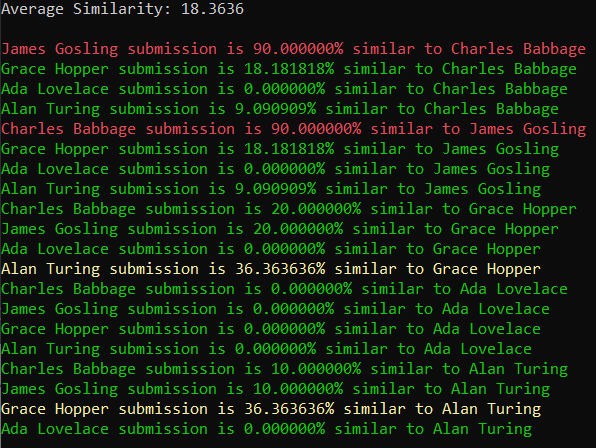 Average Similarity: 18.3636
James Gosling submission is 90.000000% similar to Charles Babbage
Grace Hopper submission is 18.181818% similar to Charles Babbage
Ada Lovelace submission is 0.000000% similar to Charles Babbage
Alan Turing submission is 9.090909% similar to Charles Babbage
Charles Babbage submission is 90.000000% similar to James Gosling
Grace Hopper submission is 18.181818% similar to James Gosling
Ada Lovelace submission is 0.000000% similar to James Gosling
Alan Turing submission is 9.090909% similar to James Gosling
Charles Babbage submission is 20.000000% similar to Grace Hopper
James Gosling submission is 20.000000% similar to Grace Hopper
Ada Lovelace submission is 0.000000% similar to Grace Hopper
Alan Turing submission is 36.363636% similar to Grace Hopper
Charles Babbage submission is 0.000000% similar to Ada Lovelace
James Gosling submission is 0.000000% similar to Ada Lovelace
Grace Hopper submission is 0.000000% similar to Ada Lovelace
Alan Turing submission is 0.000000% similar to Ada Lovelace
Charles Babbage submission is 10.000000% similar to Alan Turing
James Gosling submission is 10.000000% similar to Alan Turing
Grace Hopper submission is 36.363636% similar to Alan Turing
Ada Lovelace submission is 0.000000% similar to Alan Turing